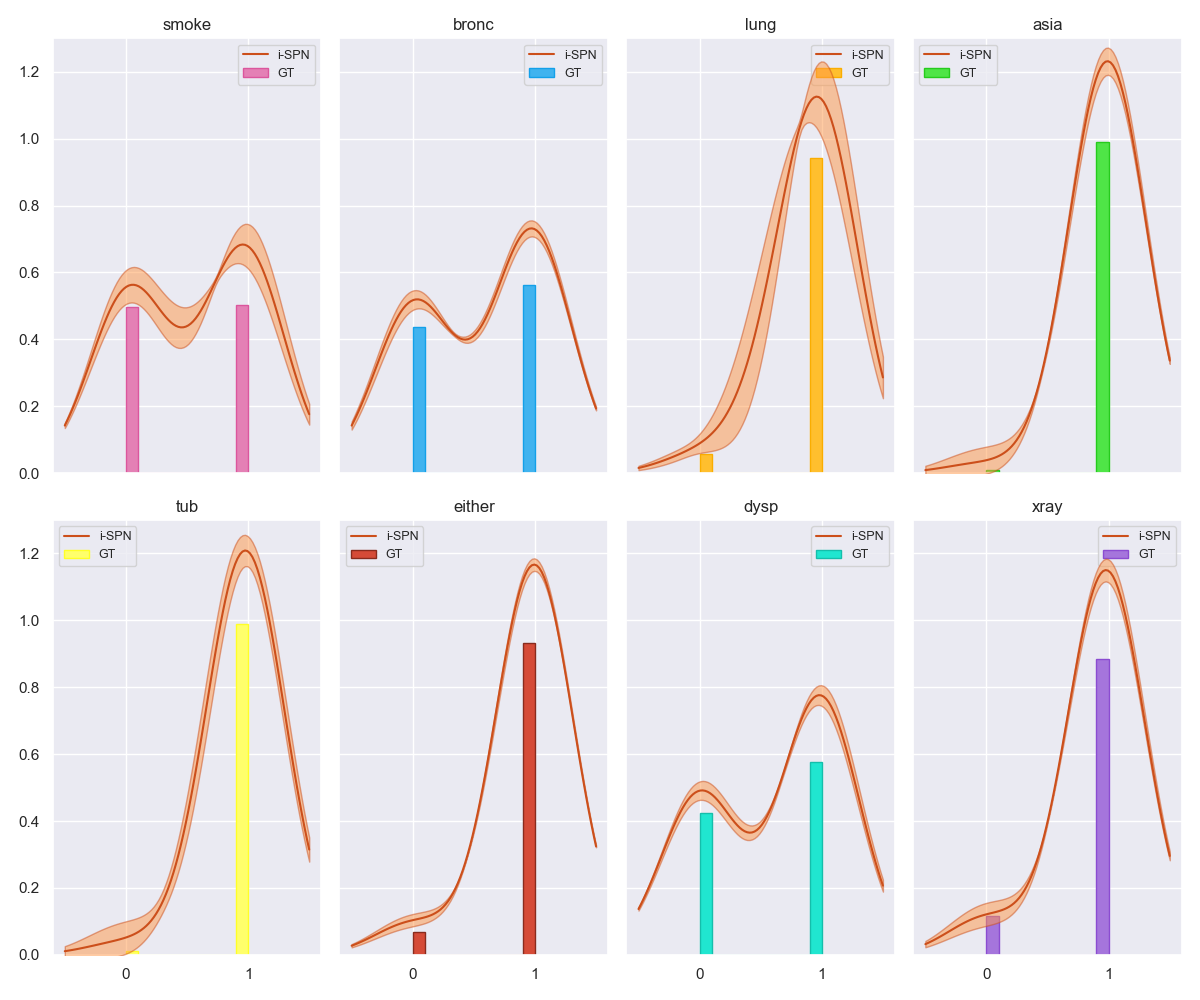 smoke
bronc
lung
asia
i-SPN
GT
i-SPN
GT
i-SPN
GT
i-SPN
GT
1.2
1.0
0.8
0.6
0.4
0.2
0.0
tub
either
dysp
xray
i-SPN
GT
i-SPN
GT
i-SPN
GT
i-SPN
GT
1.2
1.0
0.8
0.6
0.4
0.2
0.0
0 1
0 1
0 1
0 1